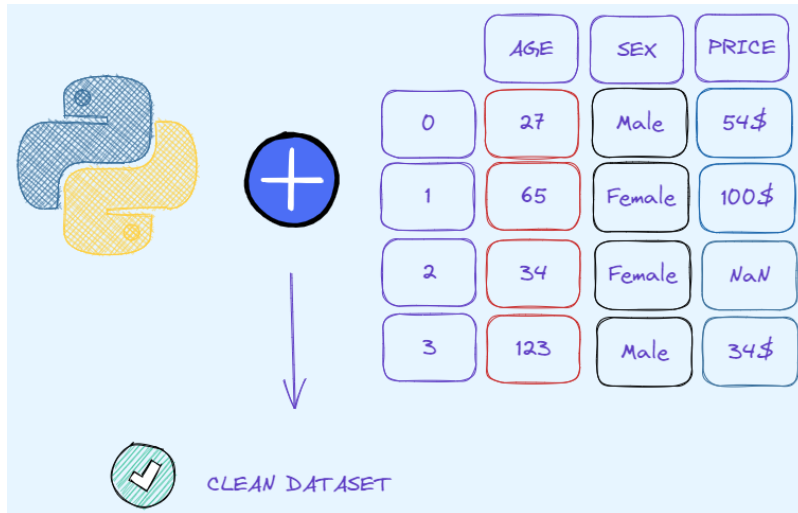 AGE SEX PRICE
0 27 Male 54$
1 65 Female 100$
2 34 Female NaN
3 123 Male 34$
CLEAN DATASET